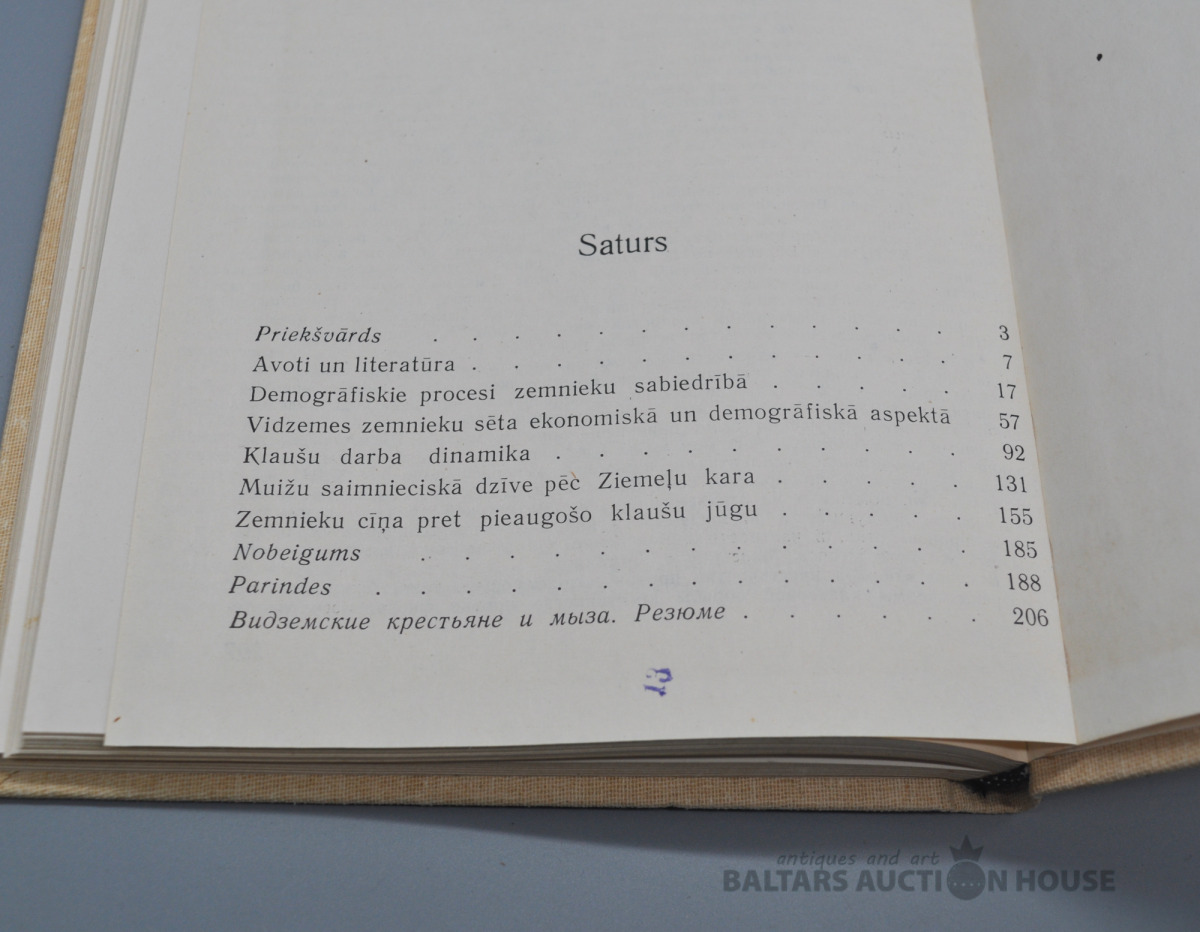 Saturs
Priekšvārds . . . . . . . . . . . . 3
Avoti un literatūra . . . . . . . . . . . . 7
Demogrāfiskie procesi zemnieku sabiedrībā . . . . . 17
Vidzemes zemnieku sēta ekonomiskā un demogrāfiskā aspektā 57
Klaušu darba dinamika . . . . . . . . . . 92
Muižu saimnieciskā dzīve pēc Ziemeļu kara . . . . . 131
Zemnieku cīņa pret pieaugošo klaušu jūgu . . . . . 155
Nobeigums . . . . . . . . . . . . . 185
Parindes . . . . . . . . . . . . . . 188
Видземские крестьяне и мыза. Резюме . . . . . . 206
13
antiques and art
BALTARS AUCTION HOUSE